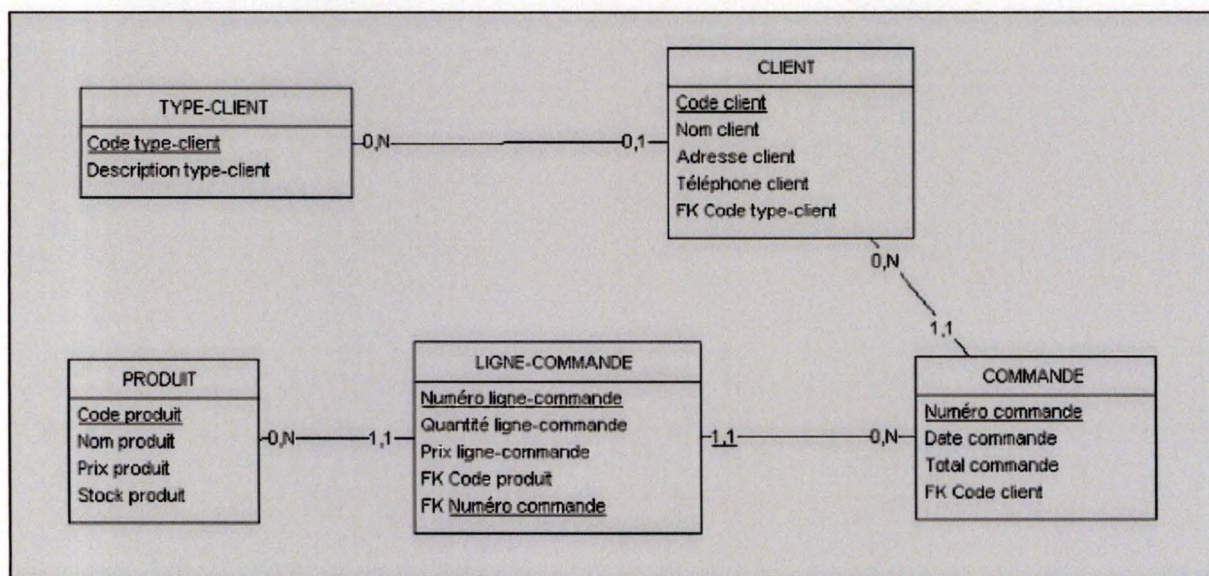 TYPE-CLIENT
Code type-client
Description type-client
0,N
0,1
CLIENT
Code client
Nom client
Adresse client
Téléphone client
FK Code type-client
0,N
1,1
PRODUIT
Code produit
Nom produit
Prix produit
Stock produit
0,N
1,1
LIGNE-COMMANDE
Numéro ligne-commande
Quantité ligne-commande
Prix ligne-commande
FK Code produit
FK Numéro commande
1,1
0,N
COMMANDE
Numéro commande
Date commande
Total commande
FK Code client